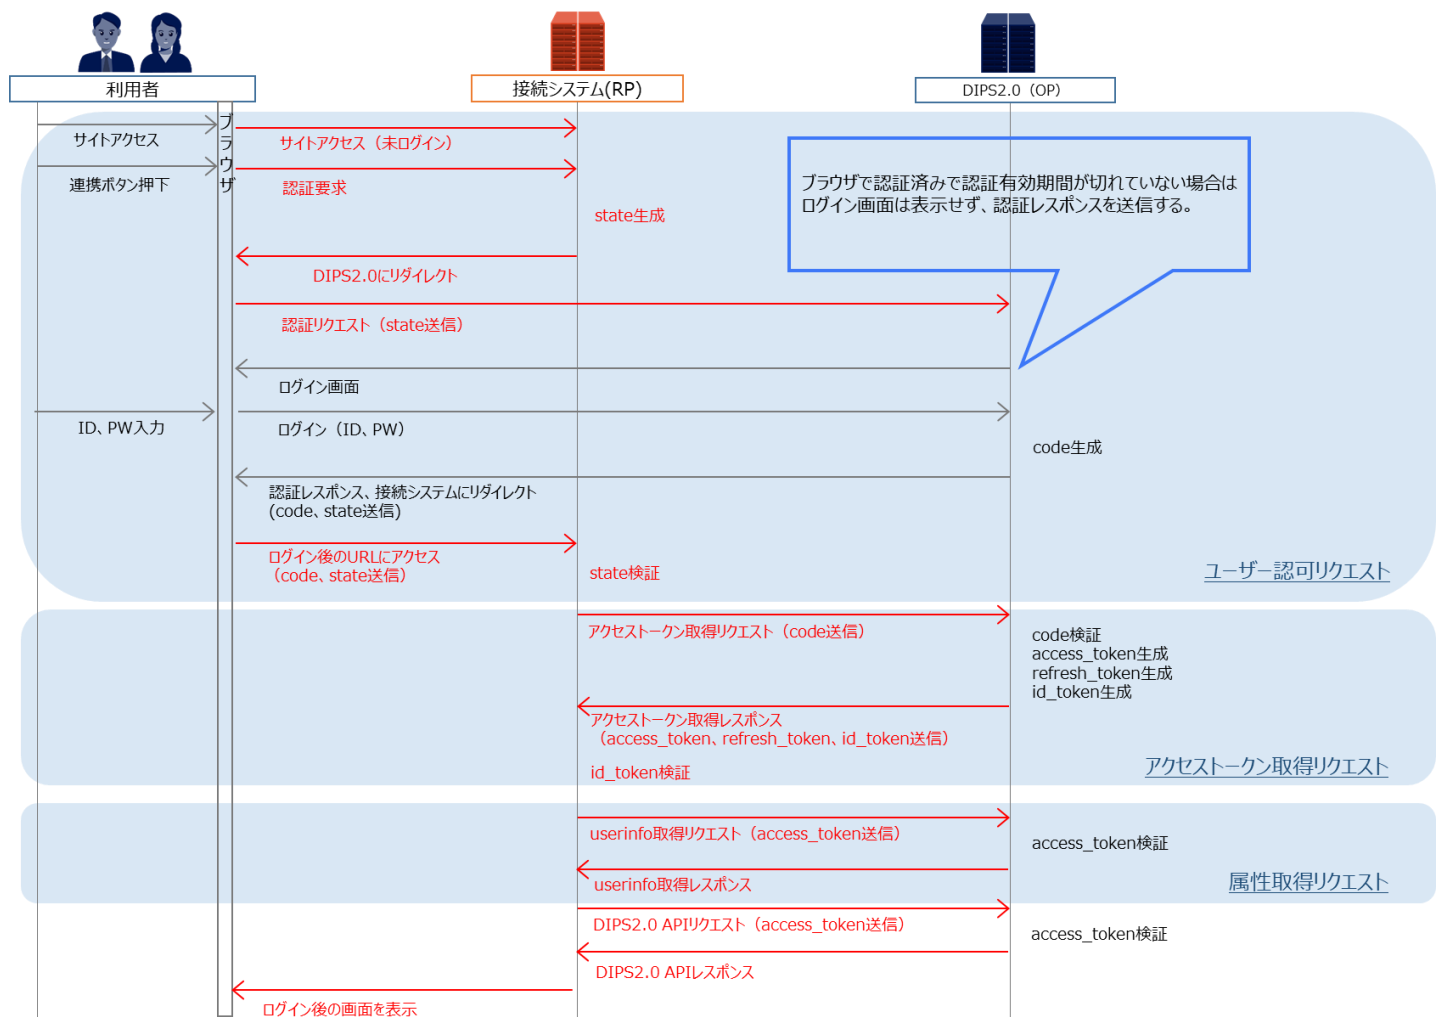 利用者
接続システム(RP)
DIPS2.0（OP）
ブラウザ
サイトアクセス
サイトアクセス（未ログイン）
連携ボタン押下
認証要求
ブラウザで認証済みで認証有効期間が切れていない場合は
ログイン画面は表示せず、認証レスポンスを送信する。
state生成
DIPS2.0にリダイレクト
認証リクエスト（state送信）
ログイン画面
ID、PW入力
ログイン（ID、PW）
code生成
認証レスポンス、接続システムにリダイレクト
(code、state送信)
ログイン後のURLにアクセス
（code、state送信）
state検証
ユーザー認可リクエスト
アクセストークン取得リクエスト（code送信）
code検証
access_token生成
refresh_token生成
id_token生成
アクセストークン取得レスポンス
（access_token、refresh_token、id_token送信）
id_token検証
アクセストークン取得リクエスト
userinfo取得リクエスト（access_token送信）
access_token検証
userinfo取得レスポンス
属性取得リクエスト
DIPS2.0 APIリクエスト（access_token送信）
access_token検証
DIPS2.0 APIレスポンス
ログイン後の画面を表示